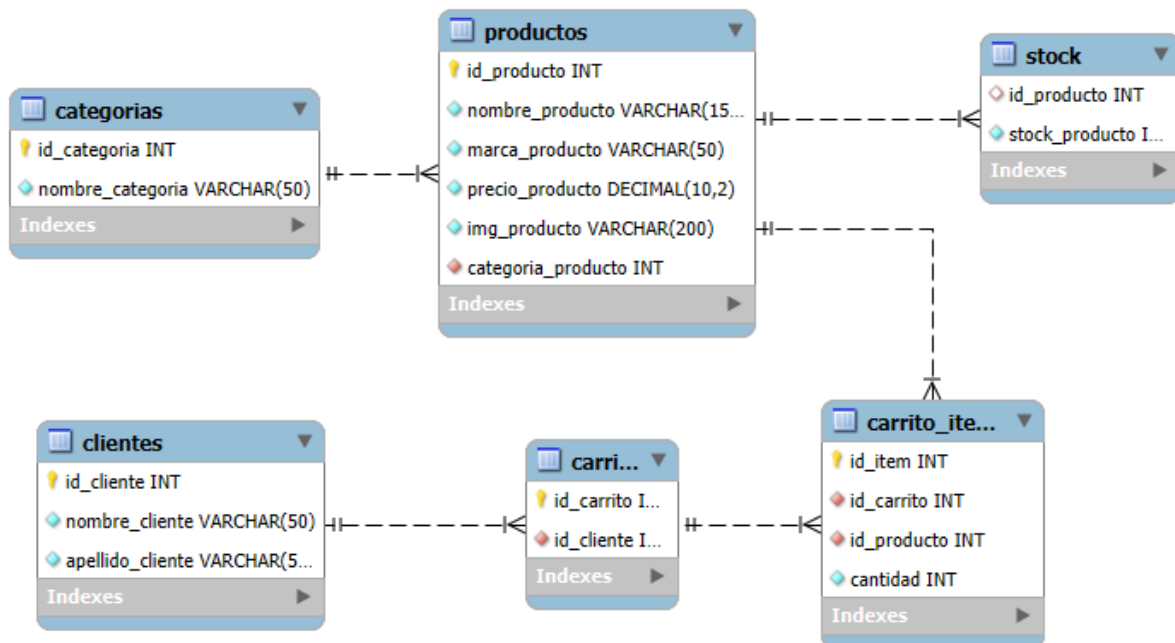 categorias
id_categoria INT
nombre_categoria VARCHAR(50)
Indexes
productos
id_producto INT
nombre_producto VARCHAR(15...
marca_producto VARCHAR(50)
precio_producto DECIMAL(10,2)
img_producto VARCHAR(200)
categoria_producto INT
Indexes
stock
id_producto INT
stock_producto I...
Indexes
clientes
id_cliente INT
nombre_cliente VARCHAR(50)
apellido_cliente VARCHAR(5...
Indexes
carri...
id_carrito I...
id_cliente I...
Indexes
carrito_ite...
id_item INT
id_carrito INT
id_producto INT
cantidad INT
Indexes